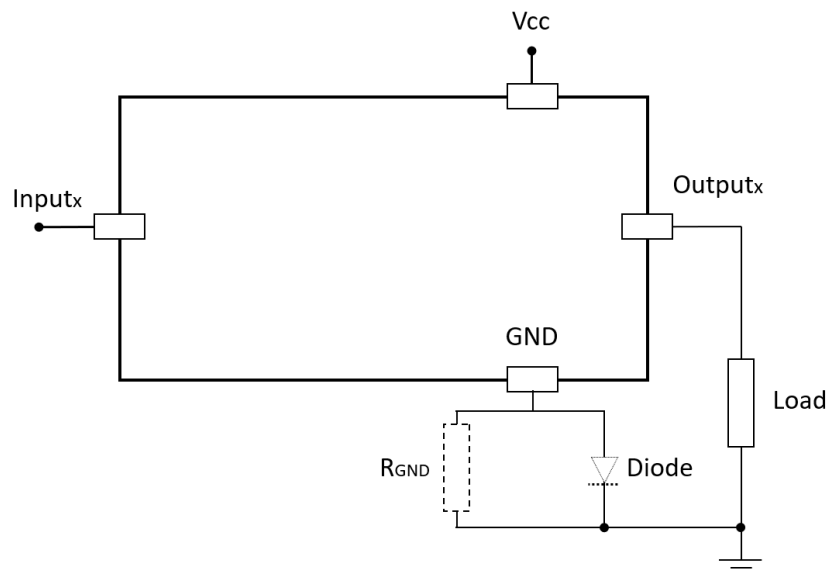 Vcc
Inputx
Outputx
GND
Load
RGND
Diode